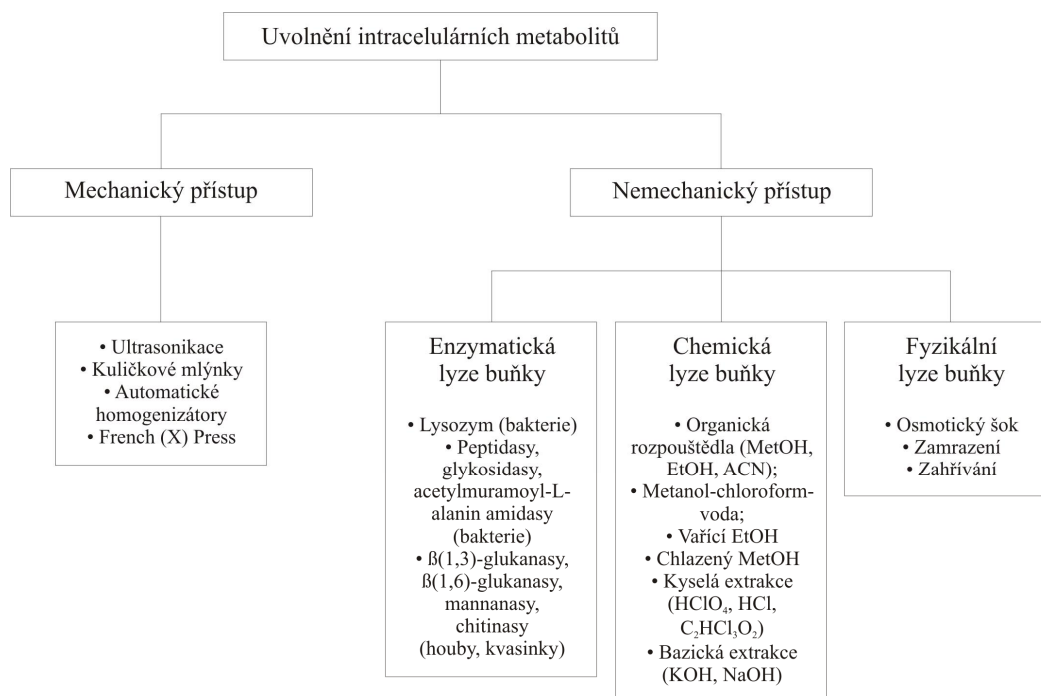 Uvolnění intracelulárních metabolitů
Mechanický přístup
Nemechanický přístup
• Ultrasonikace
• Kuličkové mlýnky
• Automatické
homogenizátory
• French (X) Press
Enzymatická
lyze buňky
• Lysozym (bakterie)
• Peptidasy,
glykosidasy,
acetylmuramoyl-L-
alanin amidasy
(bakterie)
• ß(1,3)-glukanasy,
ß(1,6)-glukanasy,
mannanasy,
chitinasy
(houby, kvasinky)
Chemická
lyze buňky
• Organická
rozpouštědla (MetOH,
EtOH, ACN);
• Metanol-chloroform-
voda;
• Vařící EtOH
• Chlazený MetOH
• Kyselá extrakce
(HClO₄, HCl,
C₂HCl₃O₂)
• Bazická extrakce
(KOH, NaOH)
Fyzikální
lyze buňky
• Osmotický šok
• Zamrazení
• Zahřívání